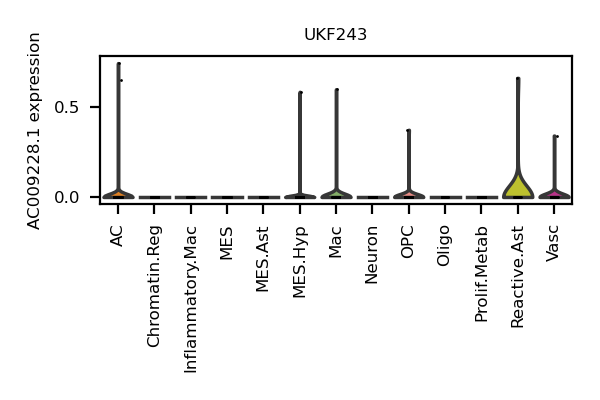 UKF243
AC009228.1 expression
0.5
0.0
AC
Chromatin.Reg
Inflammatory.Mac
MES
MES.Ast
MES.Hyp
Mac
Neuron
OPC
Oligo
Prolif.Metab
Reactive.Ast
Vasc